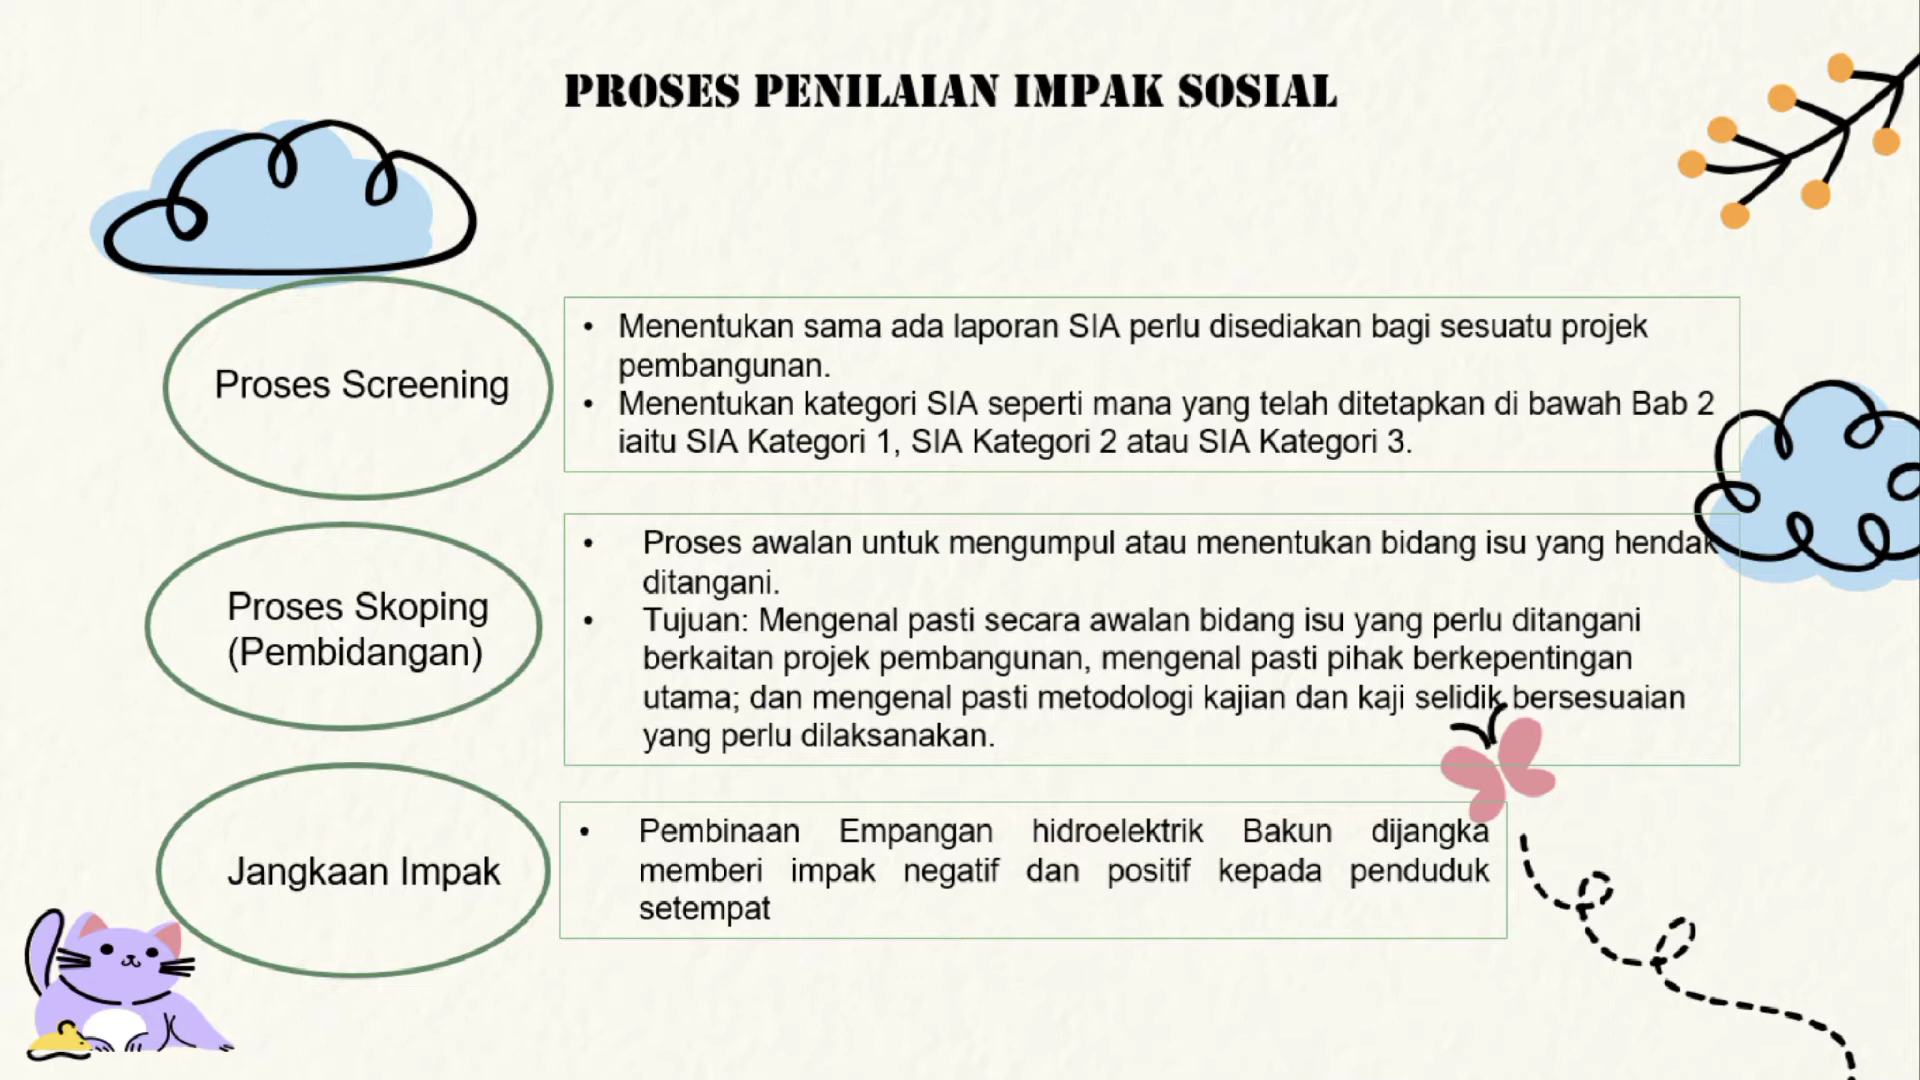 PROSES PENILAIAN IMPAK SOSIAL
Proses Screening
• Menentukan sama ada laporan SIA perlu disediakan bagi sesuatu projek
pembangunan.
• Menentukan kategori SIA seperti mana yang telah ditetapkan di bawah Bab 2
iaitu SIA Kategori 1, SIA Kategori 2 atau SIA Kategori 3.
Proses Skoping
(Pembidangan)
• Proses awalan untuk mengumpul atau menentukan bidang isu yang hendak
ditangani.
• Tujuan: Mengenal pasti secara awalan bidang isu yang perlu ditangani
berkaitan projek pembangunan, mengenal pasti pihak berkepentingan
utama; dan mengenal pasti metodologi kajian dan kaji selidik bersesuaian
yang perlu dilaksanakan.
Jangkaan Impak
• Pembinaan Empangan hidroelektrik Bakun dijangka
memberi impak negatif dan positif kepada penduduk
setempat